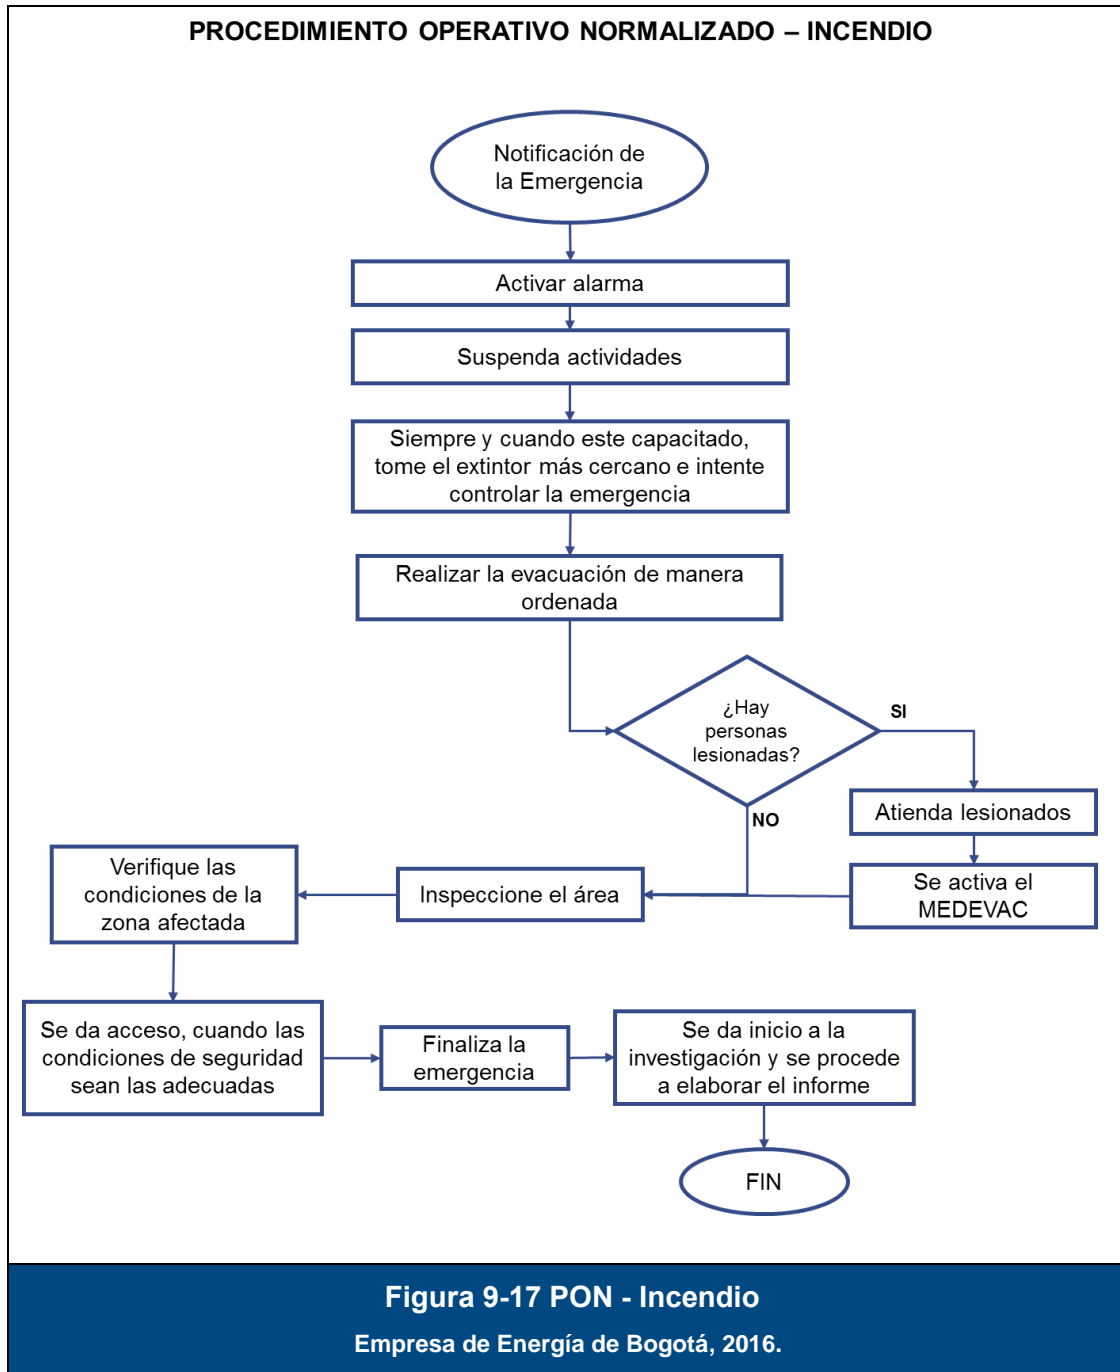 PROCEDIMIENTO OPERATIVO NORMALIZADO – INCENDIO
Notificación de
la Emergencia
Activar alarma
Suspenda actividades
Siempre y cuando este capacitado,
tome el extintor más cercano e intente
controlar la emergencia
Realizar la evacuación de manera
ordenada
¿Hay
personas
lesionadas?
SI
Atienda lesionados
Se activa el
MEDEVAC
NO
Inspeccione el área
Verifique las
condiciones de la
zona afectada
Se da acceso, cuando las
condiciones de seguridad
sean las adecuadas
Finaliza la
emergencia
Se da inicio a la
investigación y se procede
a elaborar el informe
FIN
Figura 9-17 PON - Incendio
Empresa de Energía de Bogotá, 2016.